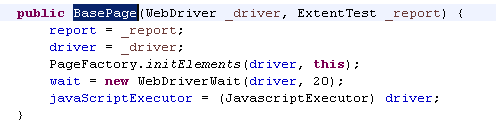 public BasePage(WebDriver _driver, ExtentTest _report) {
report = _report;
driver = _driver;
PageFactory.initElements(driver, this);
wait = new WebDriverWait(driver, 20);
javaScriptExecutor = (JavascriptExecutor) driver;
}